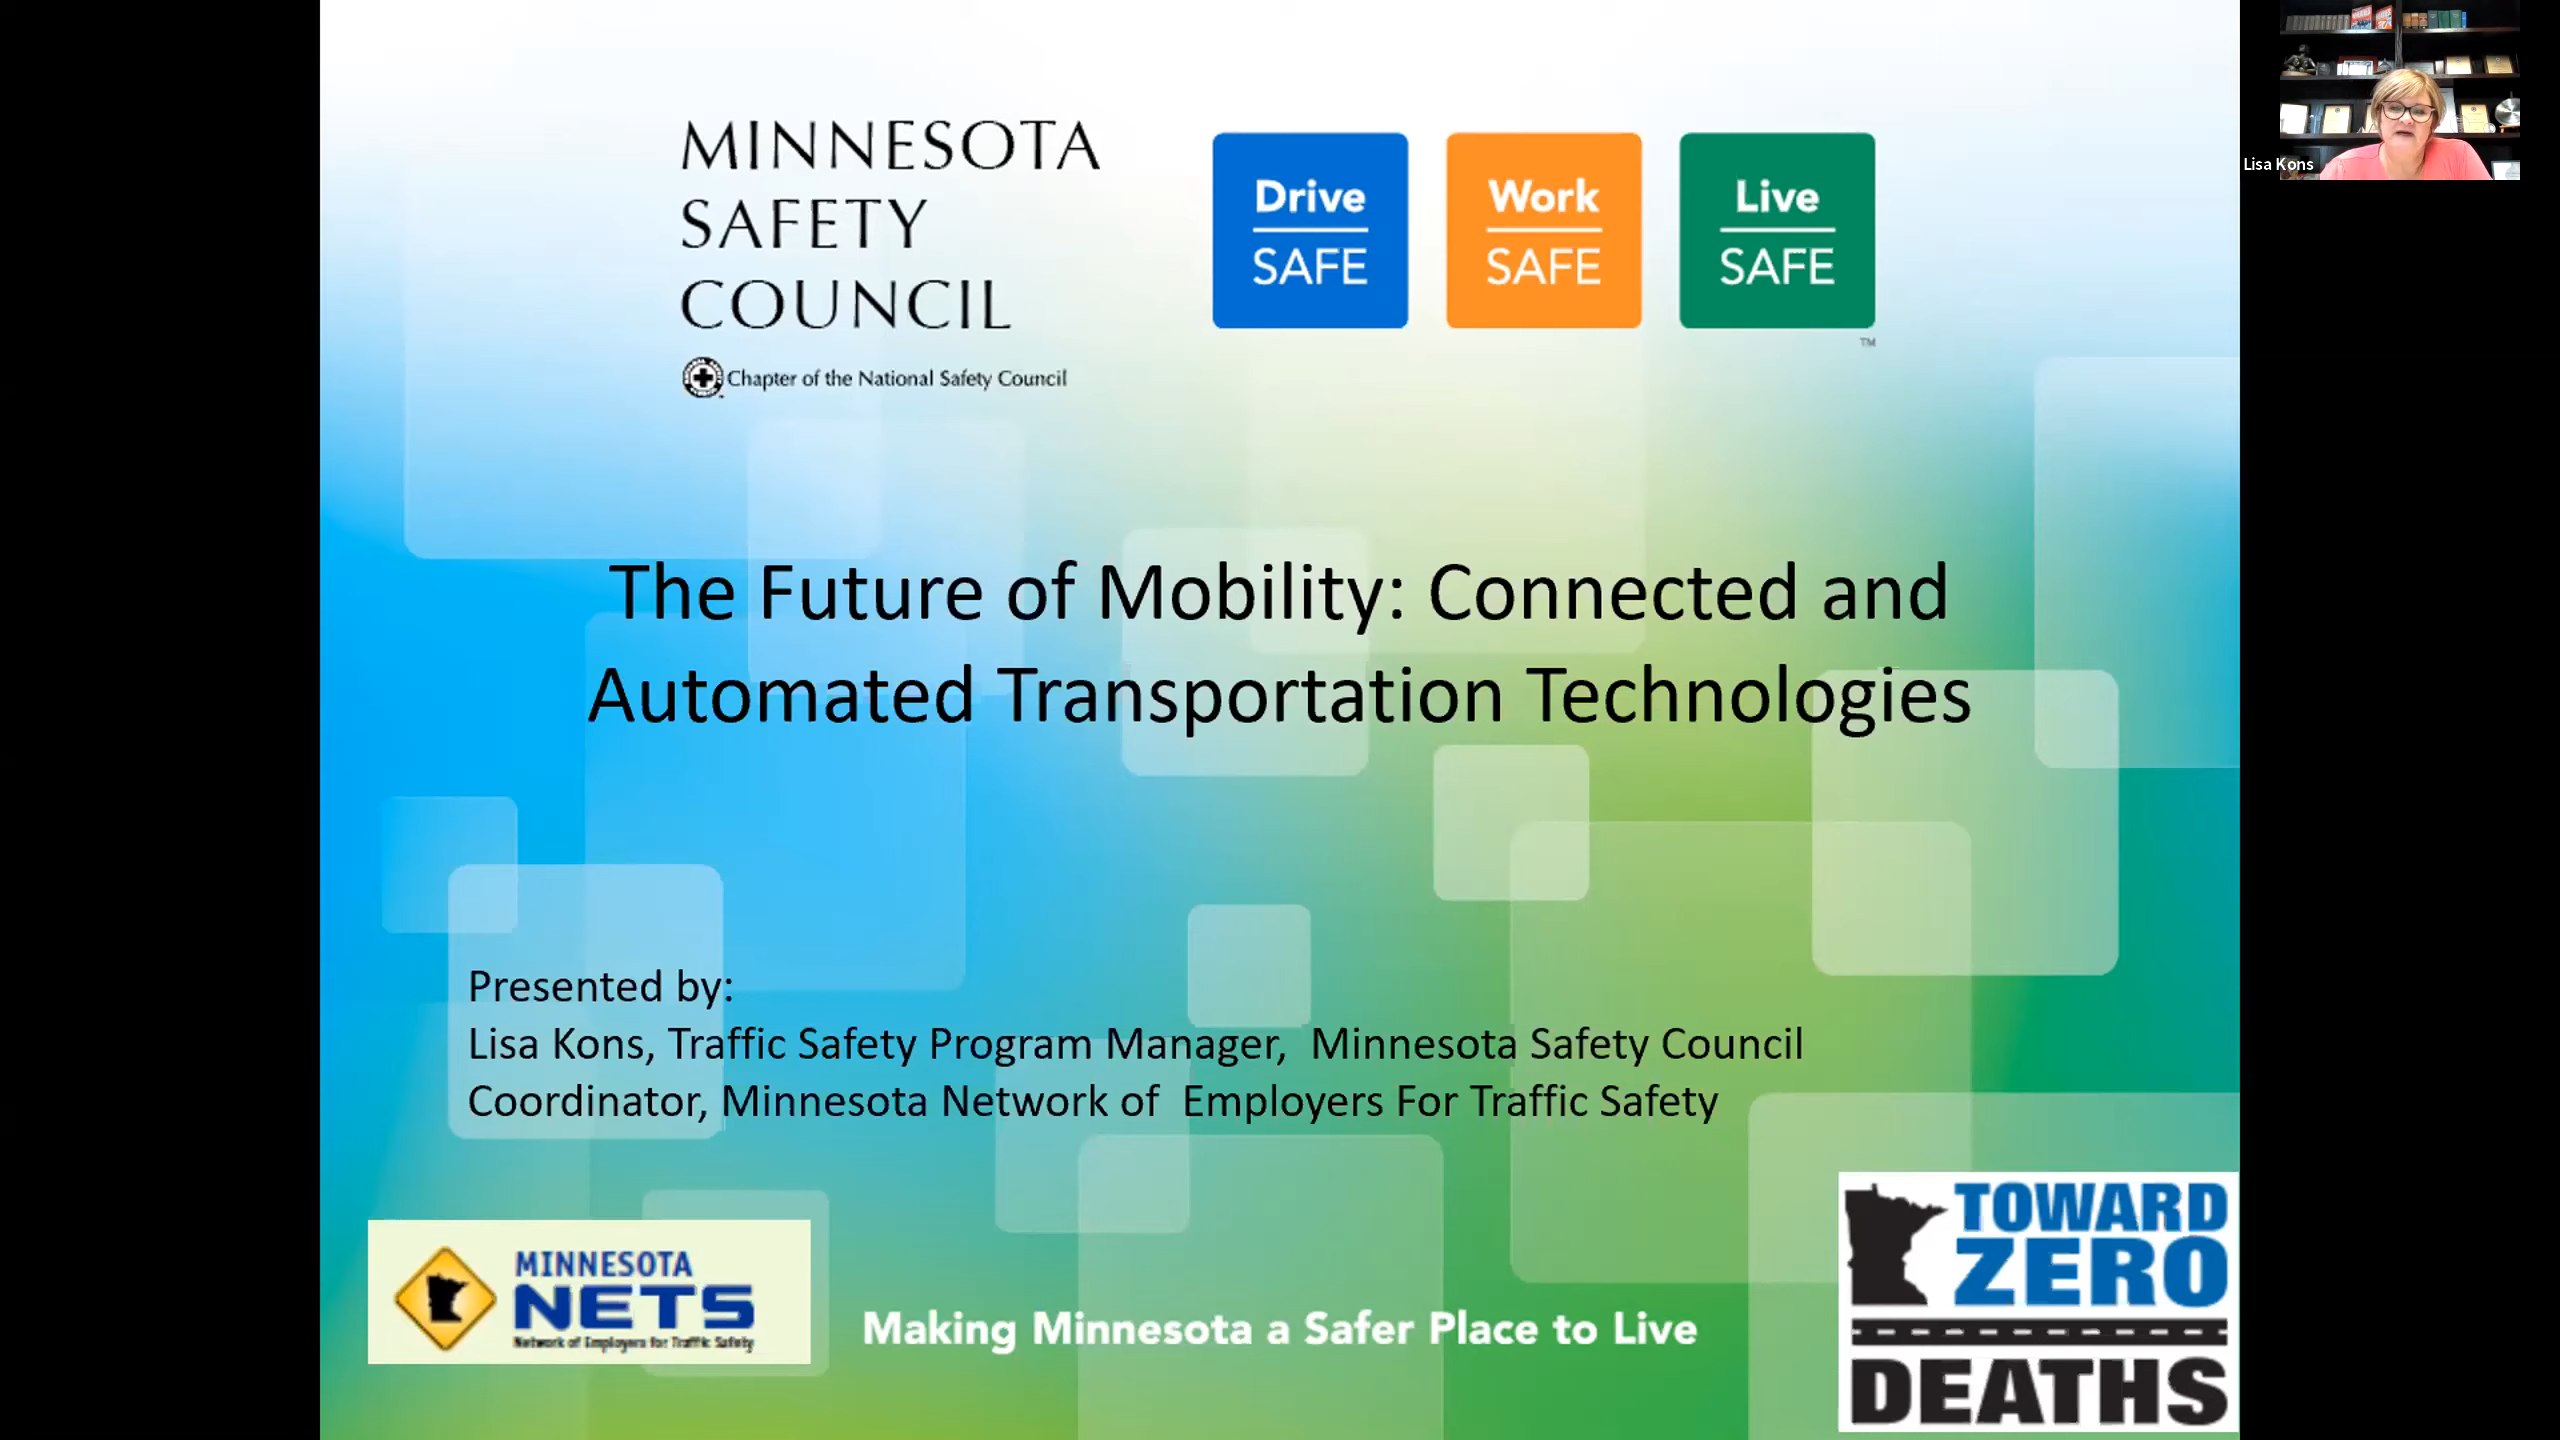 MINNESOTA
SAFETY
COUNCIL
Chapter of the National Safety Council
Drive
SAFE
Work
SAFE
Live
SAFE
TM
Lisa Kons
The Future of Mobility: Connected and
Automated Transportation Technologies
Presented by:
Lisa Kons, Traffic Safety Program Manager,  Minnesota Safety Council
Coordinator, Minnesota Network of  Employers For Traffic Safety
MINNESOTA
NETS
Network of Employers for Traffic Safety
Making Minnesota a Safer Place to Live
TOWARD
ZERO
DEATHS